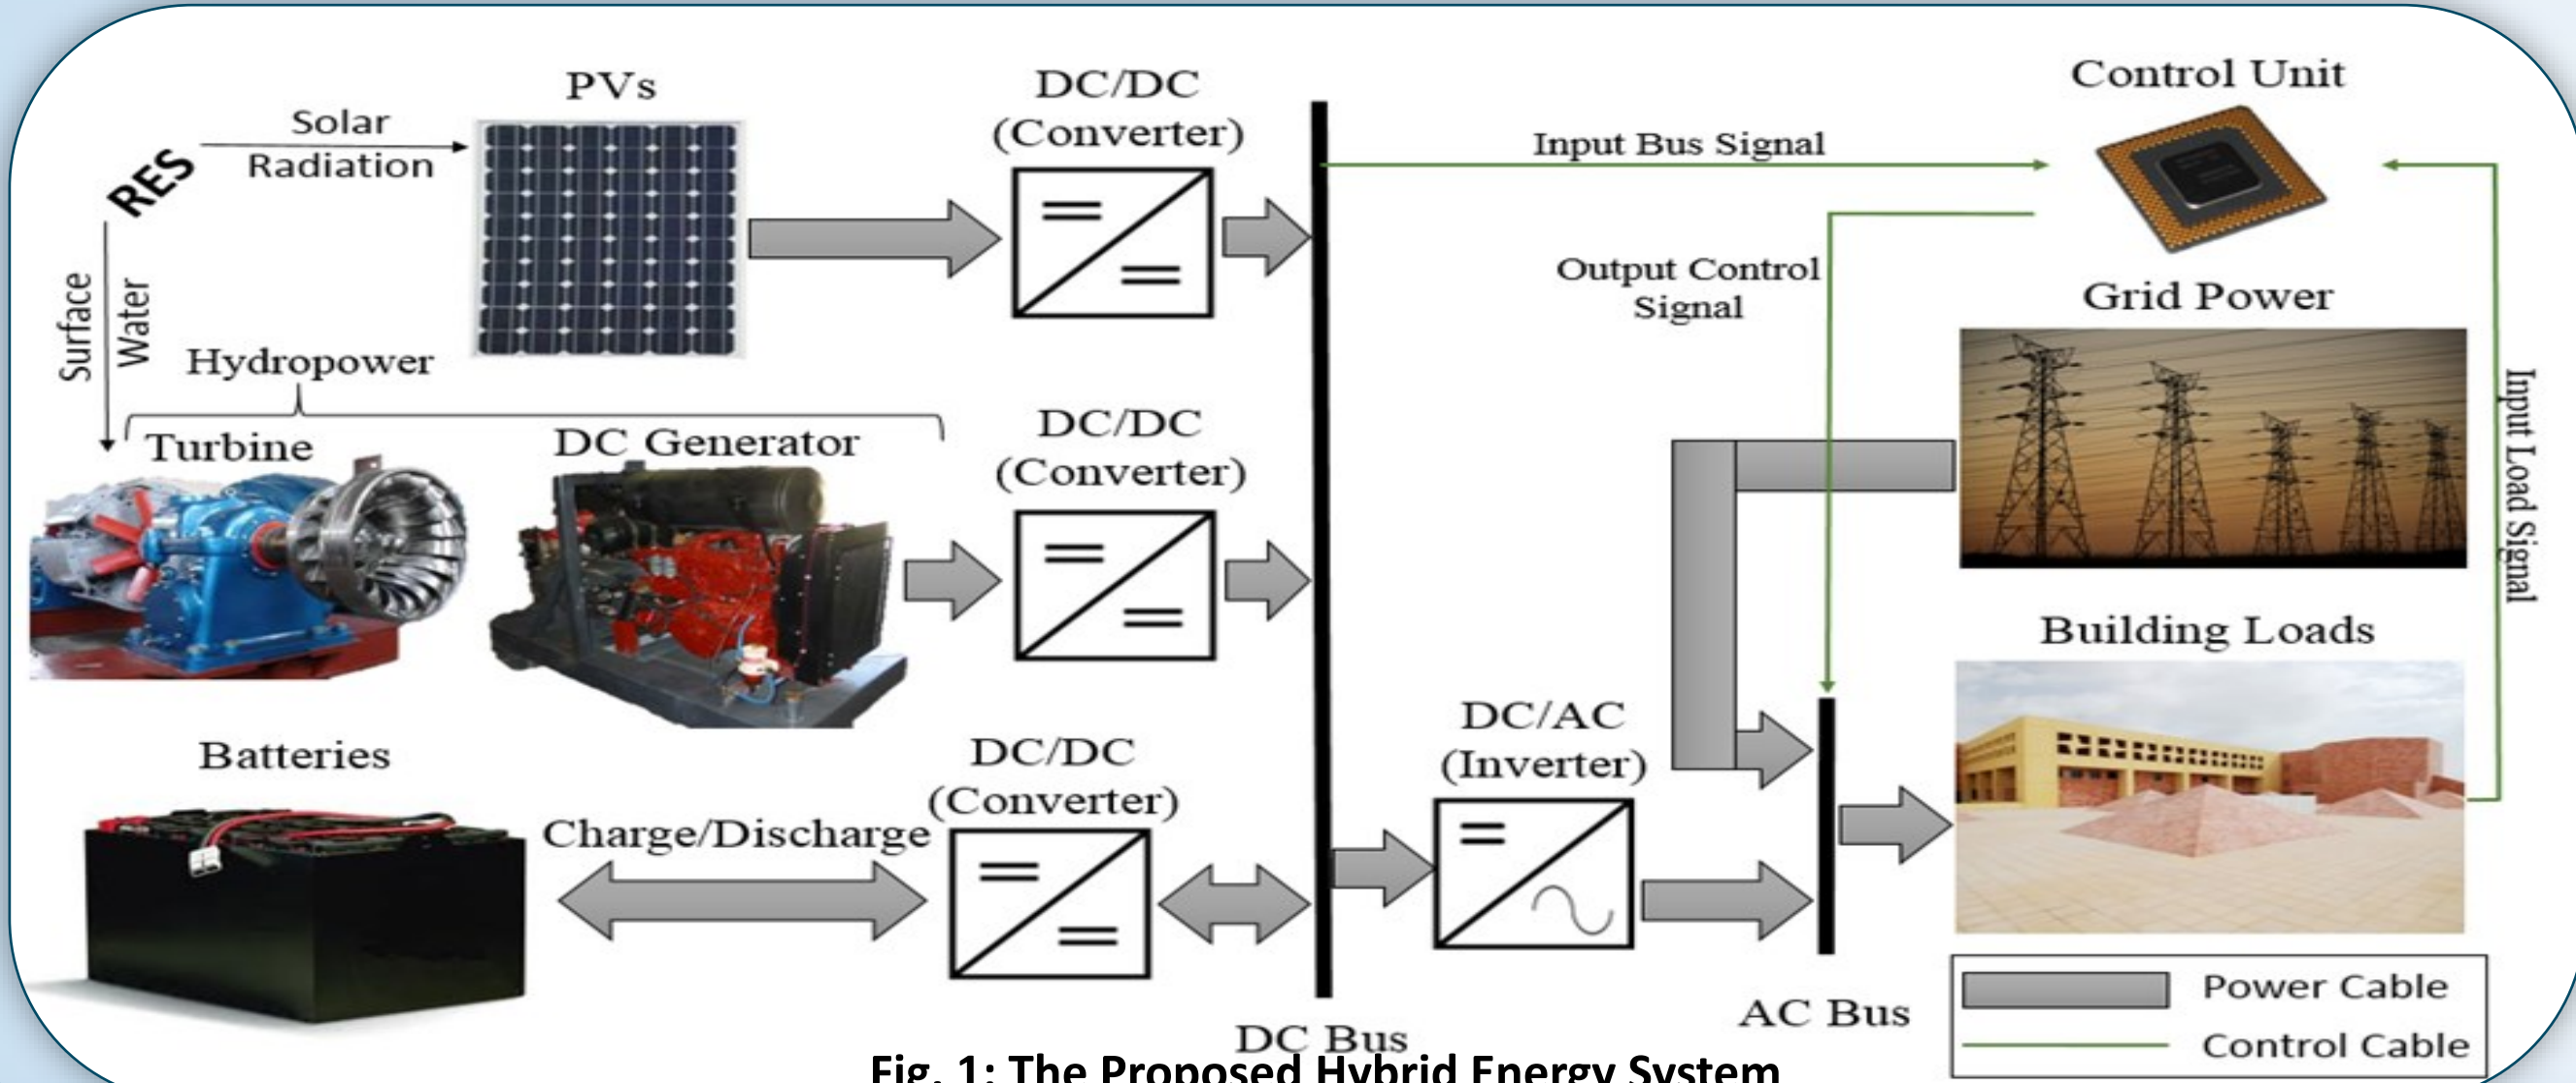 PVs
DC/DC
(Converter)
Control Unit
Solar
Radiation
RES
Input Bus Signal
Output Control
Signal
Grid Power
Surface
Water
Hydropower
Turbine
DC Generator
DC/DC
(Converter)
Input Load Signal
Building Loads
Batteries
Charge/Discharge
DC/DC
(Converter)
DC/AC
(Inverter)
DC Bus
AC Bus
Power Cable
Control Cable
Fig. 1: The Proposed Hybrid Energy System